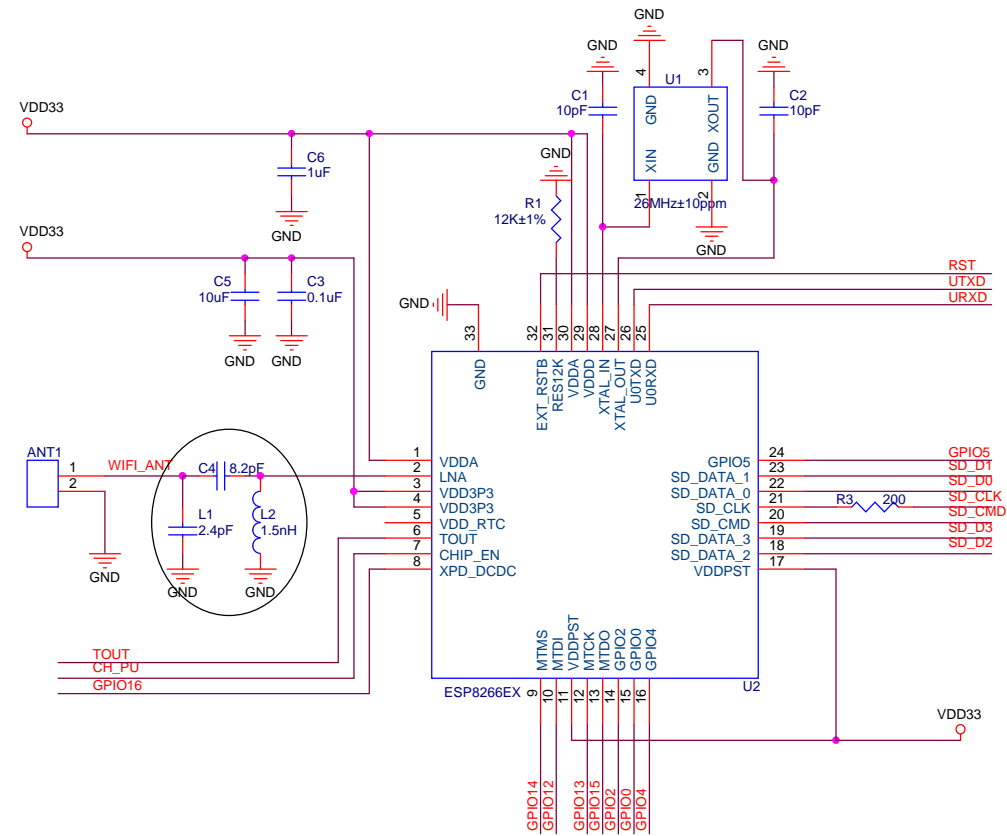 GND
GND
GND
4
3
U1
C1
10pF
GND
XOUT
XIN
GND
1
2
26MHz±10ppm
C2
10pF
VDD33
C6
1uF
GND
GND
R1
12K±1%
GND
VDD33
C5
10uF
C3
0.1uF
GND
GND
RST
UTXD
URXD
GND
33
32
31
30
29
28
27
26
25
GND
EXT_RSTB
RES12K
VDDA
VDDD
XTAL_IN
XTAL_OUT
U0TXD
U0RXD
ANT1
1
2
WIFI_ANT
C4
8.2pF
L1
2.4pF
L2
1.5nH
GND
GND
GND
1
2
3
4
5
6
7
8
VDDA
LNA
VDD3P3
VDD3P3
VDD_RTC
TOUT
CHIP_EN
XPD_DCDC
GPIO5
SD_DATA_1
SD_DATA_0
SD_CLK
SD_CMD
SD_DATA_3
SD_DATA_2
VDDPST
24
23
22
21
20
19
18
17
R3
200
GPIO5
SD_D1
SD_D0
SD_CLK
SD_CMD
SD_D3
SD_D2
TOUT
CH_PU
GPIO16
MTMS
MTDI
VDDPST
MTCK
MTDO
GPIO2
GPIO0
GPIO4
ESP8266EX
U2
9
10
11
12
13
14
15
16
VDD33
GPIO14
GPIO12
GPIO13
GPIO15
GPIO2
GPIO0
GPIO4